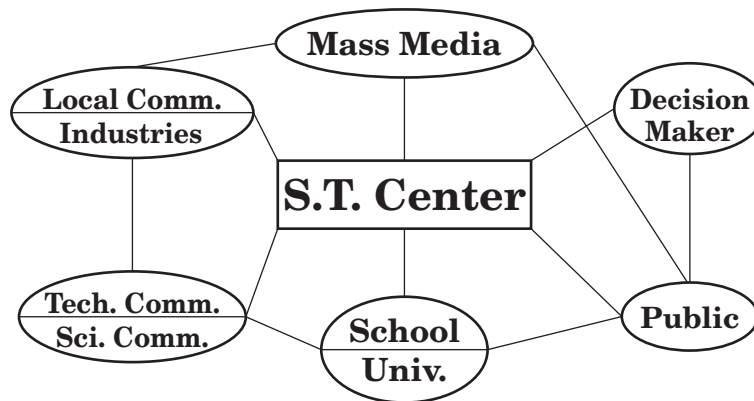 Mass Media
Local Comm.
Industries
Decision
Maker
S.T. Center
Tech. Comm.
Sci. Comm.
School
Univ.
Public